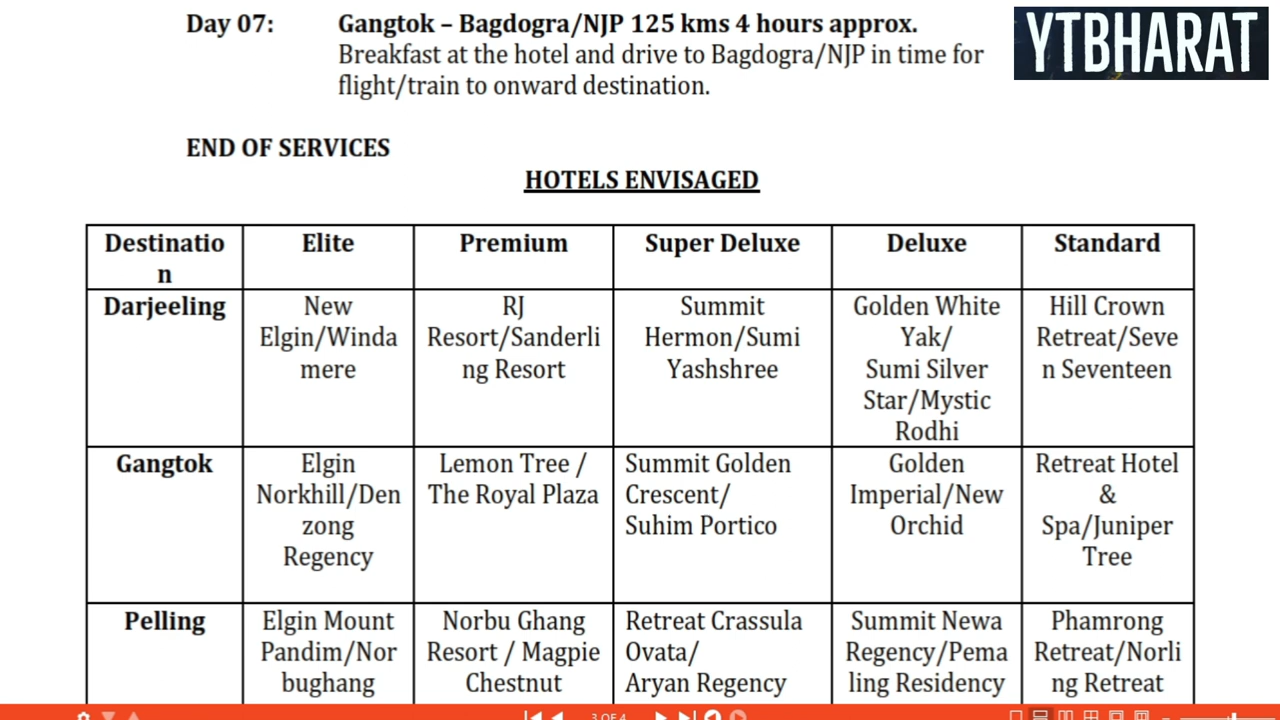 Day 07: Gangtok – Bagdogra/NJP 125 kms 4 hours approx.
Breakfast at the hotel and drive to Bagdogra/NJP in time for
flight/train to onward destination.
YTBHARAT
END OF SERVICES
HOTELS ENVISAGED
Destinatio
n
Elite
Premium
Super Deluxe
Deluxe
Standard
Darjeeling
New
Elgin/Winda
mere
RJ
Resort/Sanderli
ng Resort
Summit
Hermon/Sumi
Yashshree
Golden White
Yak/
Sumi Silver
Star/Mystic
Rodhi
Hill Crown
Retreat/Seve
n Seventeen
Gangtok
Elgin
Norkhill/Den
zong
Regency
Lemon Tree /
The Royal Plaza
Summit Golden
Crescent/
Suhim Portico
Golden
Imperial/New
Orchid
Retreat Hotel
&
Spa/Juniper
Tree
Pelling
Elgin Mount
Pandim/Nor
bughang
Norbu Ghang
Resort / Magpie
Chestnut
Retreat Crassula
Ovata/
Aryan Regency
Summit Newa
Regency/Pema
ling Residency
Phamrong
Retreat/Norli
ng Retreat
3 OF 4